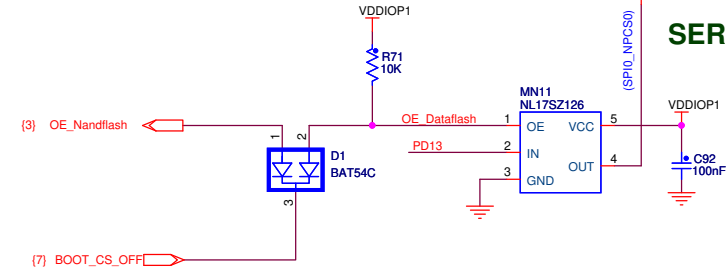 VDDIOP1
SER
(SPI0_NPCS0)
R71
10K
MN11
NL17SZ126
VDDIOP1
{3} OE_Nandflash
OE_Dataflash
1 OE VCC 5
1 2
PD13
2 IN
D1
BAT54C
OUT 4
C92
100nF
3 GND
3
{7} BOOT_CS_OFF